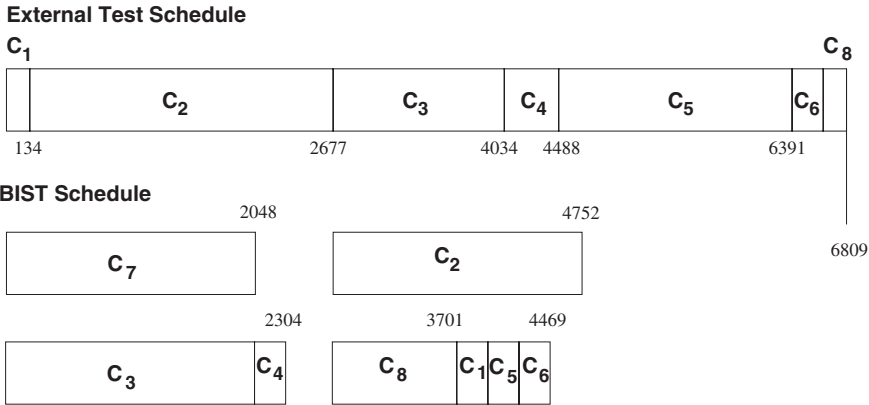 External Test Schedule
C1 C8
C2 C3 C4 C5 C6
134 2677 4034 4488 6391
6809
BIST Schedule
2048 4752
C7 C2
2304 3701 4469
C3 C4 C8 C1 C5 C6